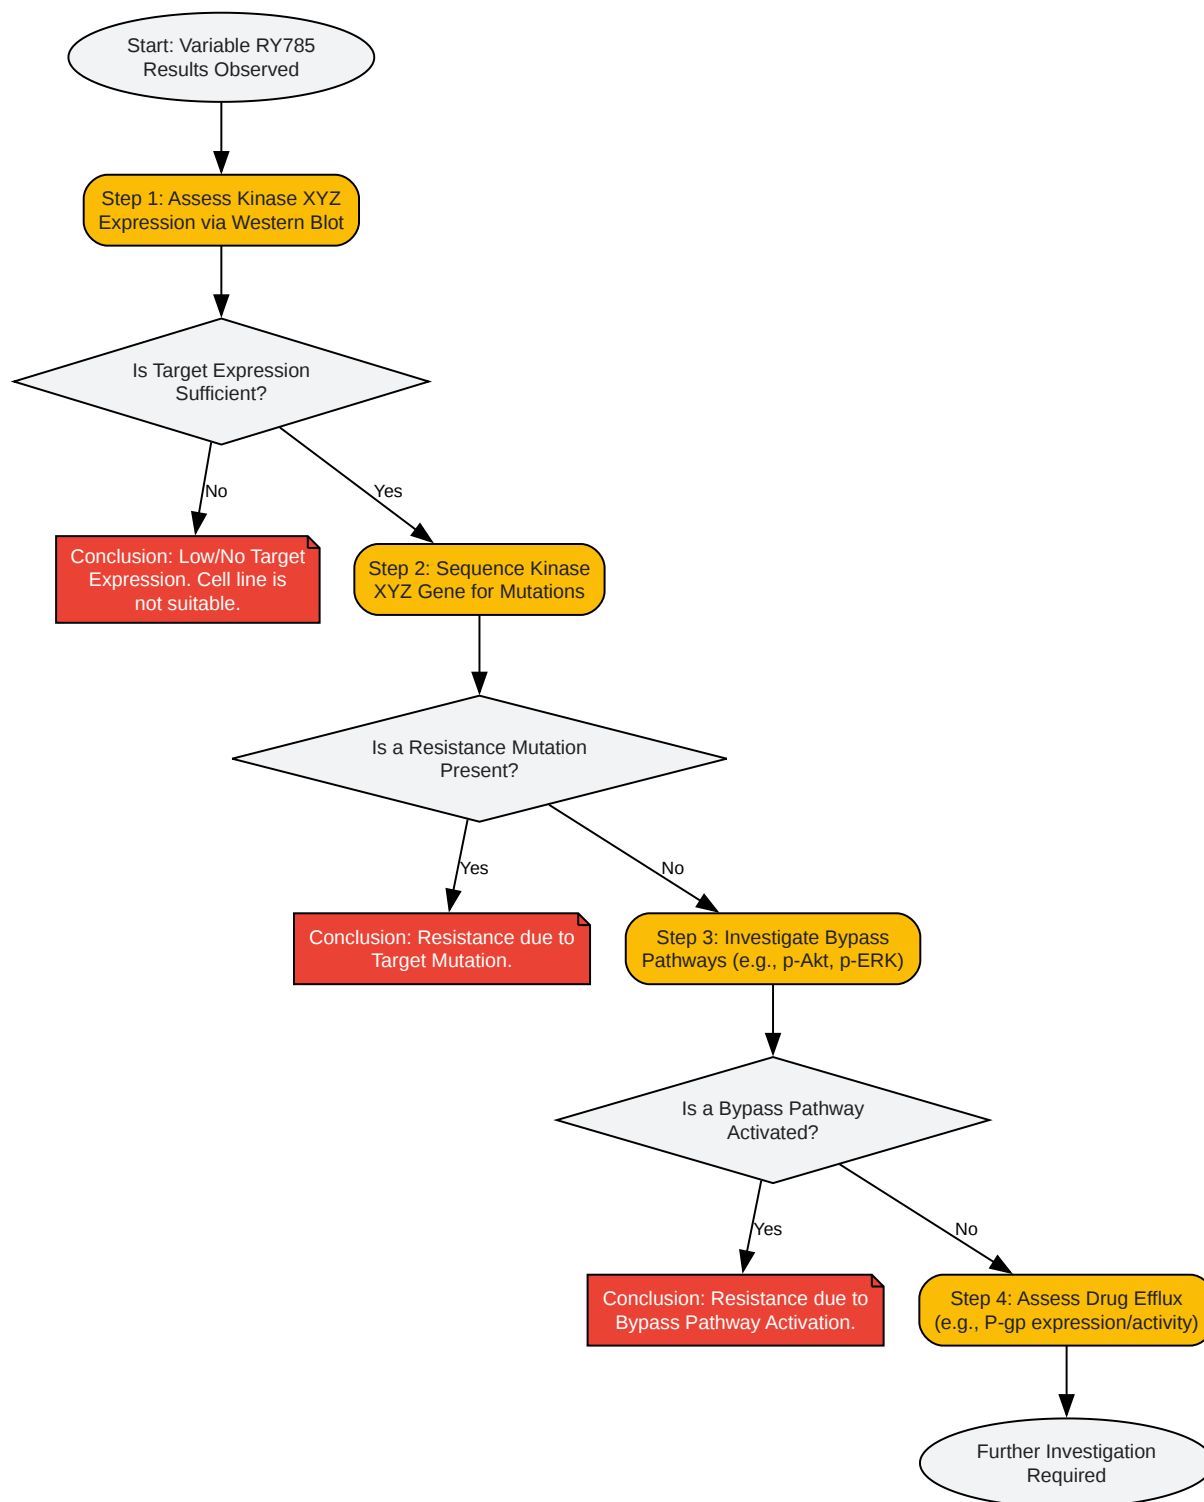 Start: Variable RY785
Results Observed
Step 1: Assess Kinase XYZ
Expression via Western Blot
Is Target Expression
Sufficient?
No
Yes
Conclusion: Low/No Target
Expression. Cell line is
not suitable.
Step 2: Sequence Kinase
XYZ Gene for Mutations
Is a Resistance Mutation
Present?
Yes
No
Conclusion: Resistance due to
Target Mutation.
Step 3: Investigate Bypass
Pathways (e.g., p-Akt, p-ERK)
Is a Bypass Pathway
Activated?
Yes
No
Conclusion: Resistance due to
Bypass Pathway Activation.
Step 4: Assess Drug Efflux
(e.g., P-gp expression/activity)
Further Investigation
Required